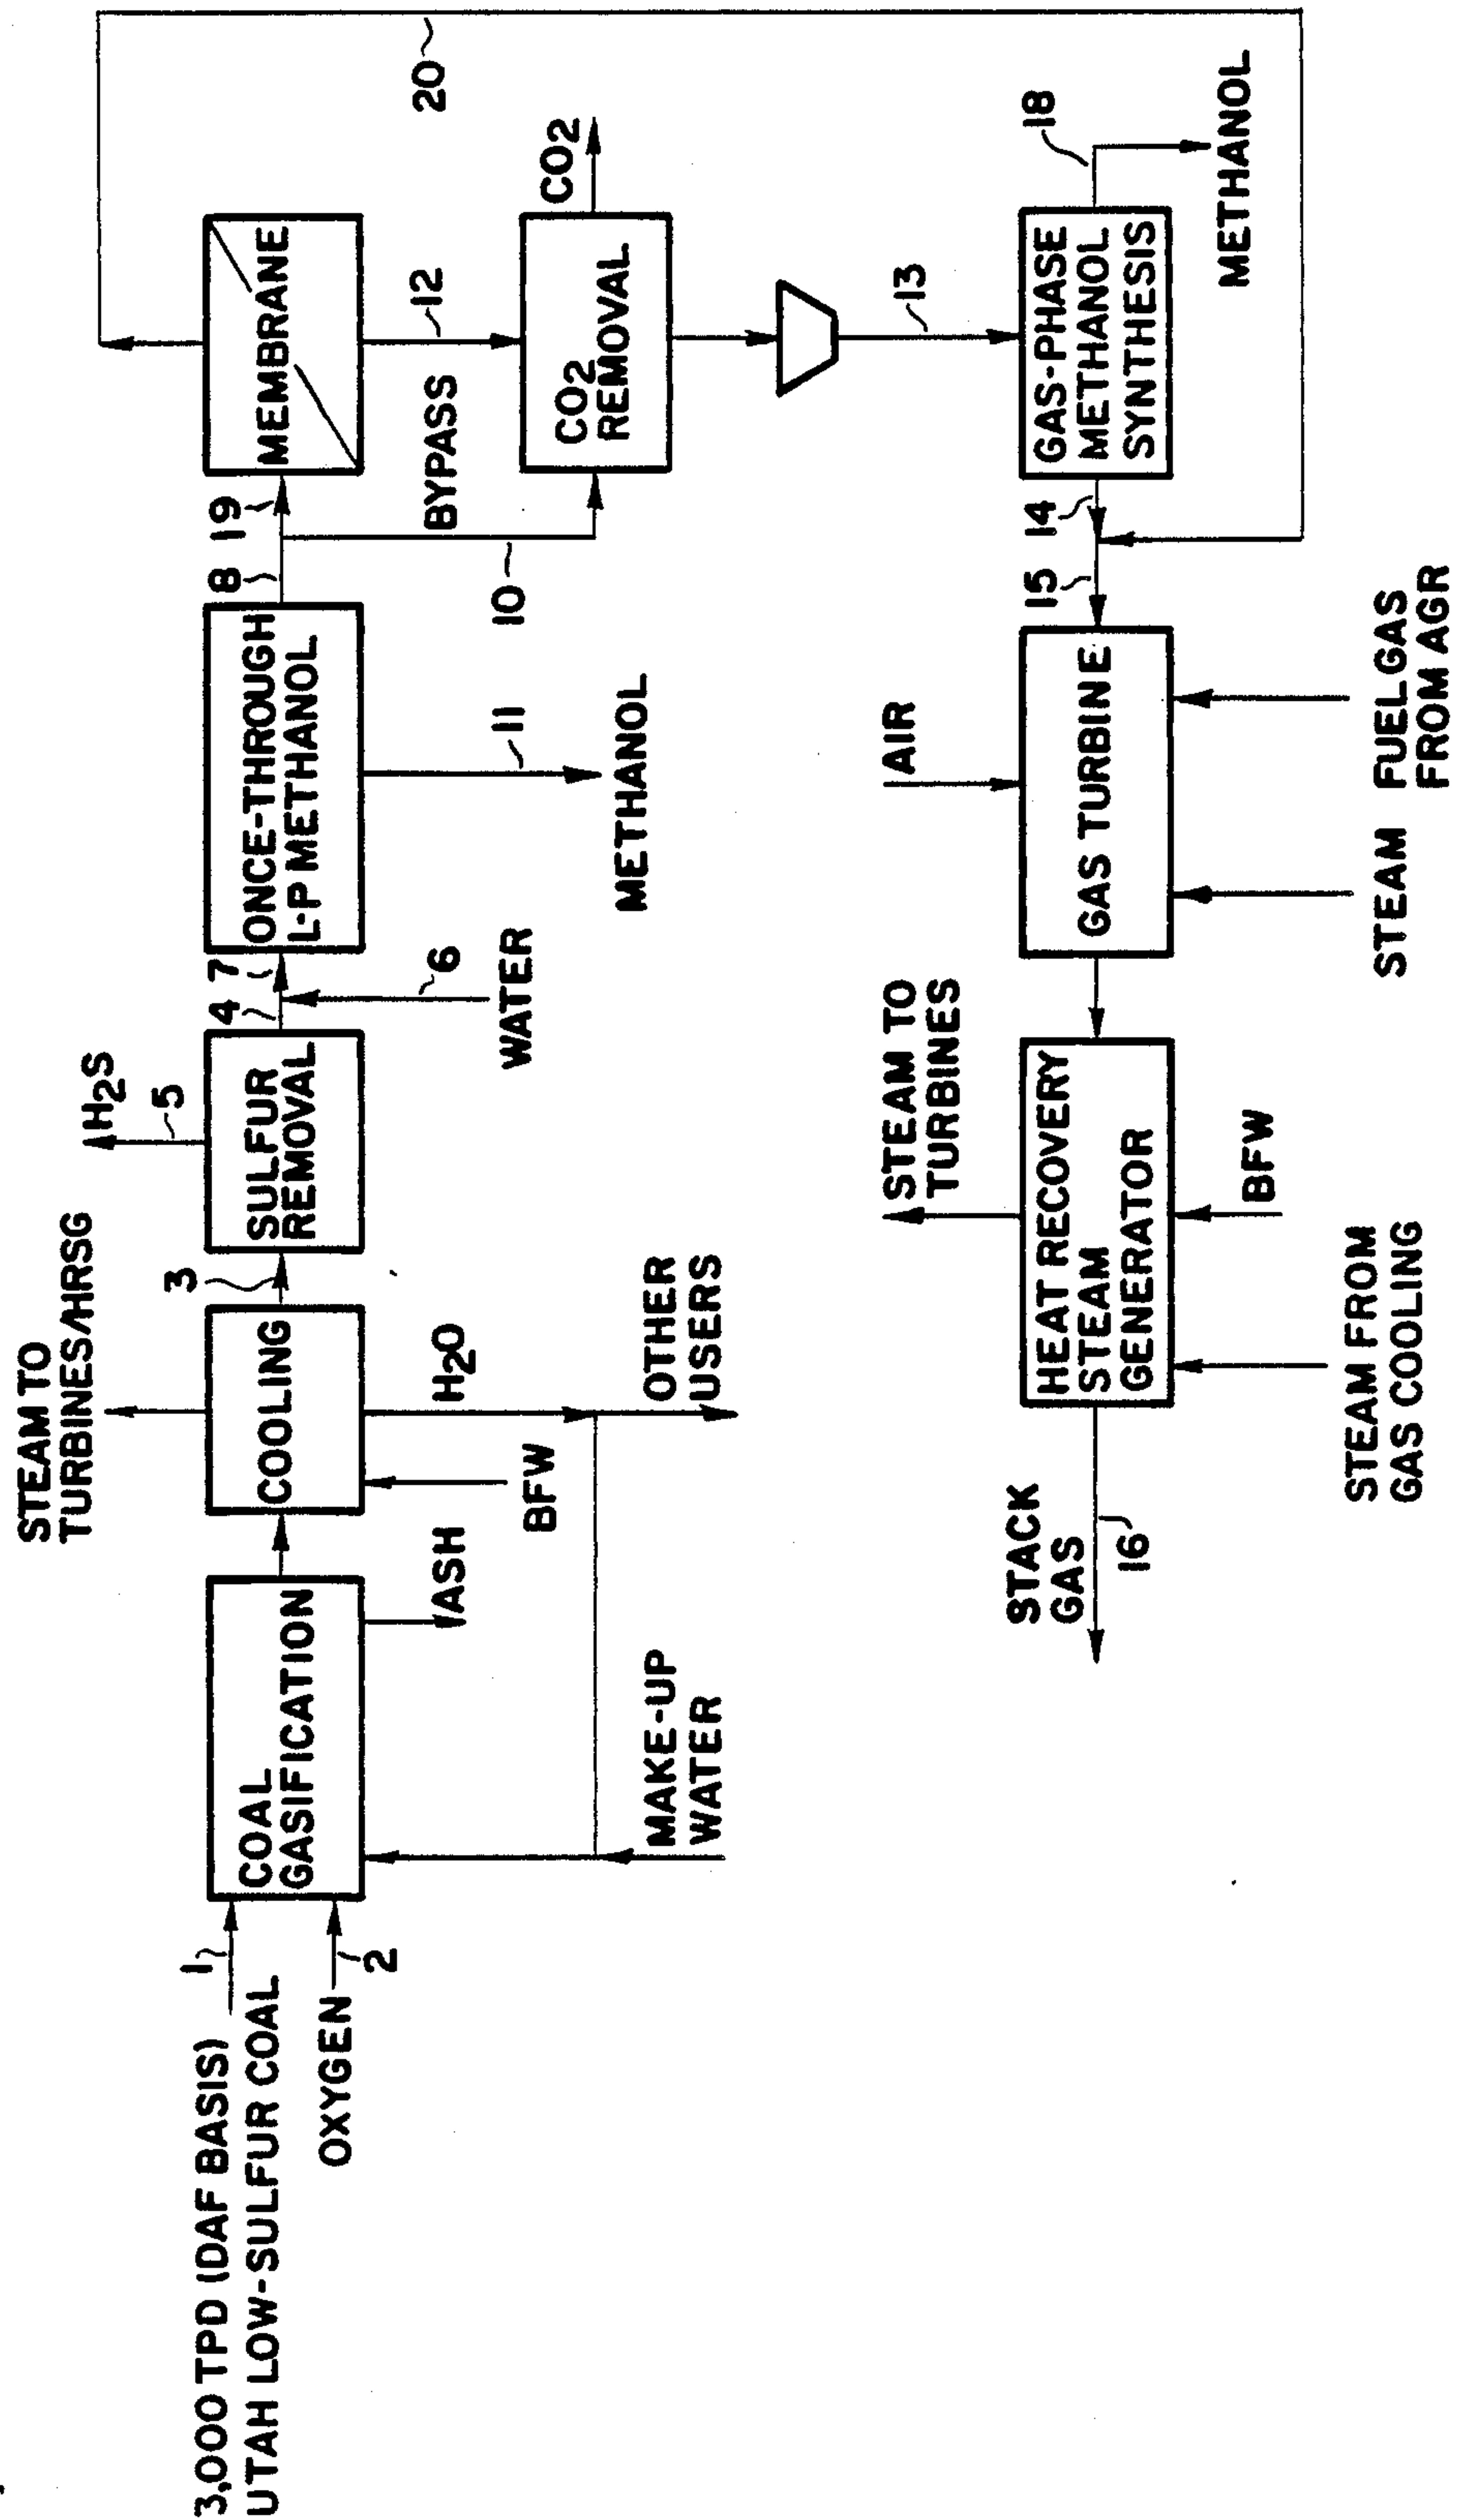 3,000 TPD (DAF BASIS)
UTAH LOW-SULFUR COAL
1
OXYGEN
2
COAL
GASIFICATION
ASH
MAKE-UP
WATER
STEAM TO
TURBINES/HRSG
COOLING
BFW
H2O
OTHER
USERS
3
H2S
5
SULFUR
REMOVAL
4
7
6
WATER
ONCE-THROUGH
L-P METHANOL
11
METHANOL
8
19
10
BYPASS
MEMBRANE
12
20
CO2
REMOVAL
CO2
13
GAS-PHASE
METHANOL
SYNTHESIS
18
METHANOL
14
15
AIR
GAS TURBINE
STEAM
FUEL GAS
FROM AGR
STEAM TO
TURBINES
HEAT RECOVERY
STEAM
GENERATOR
BFW
STEAM FROM
GAS COOLING
STACK
GAS
16